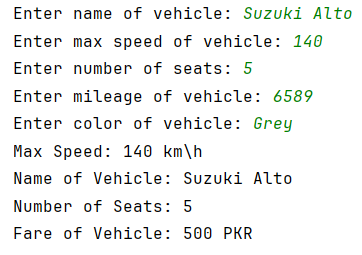 Enter name of vehicle: Suzuki Alto
Enter max speed of vehicle: 140
Enter number of seats: 5
Enter mileage of vehicle: 6589
Enter color of vehicle: Grey
Max Speed: 140 km\h
Name of Vehicle: Suzuki Alto
Number of Seats: 5
Fare of Vehicle: 500 PKR